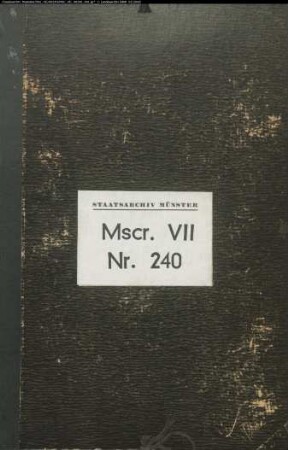 STAATSARCHIV MÜNSTER
Mscr. VII
Nr. 240